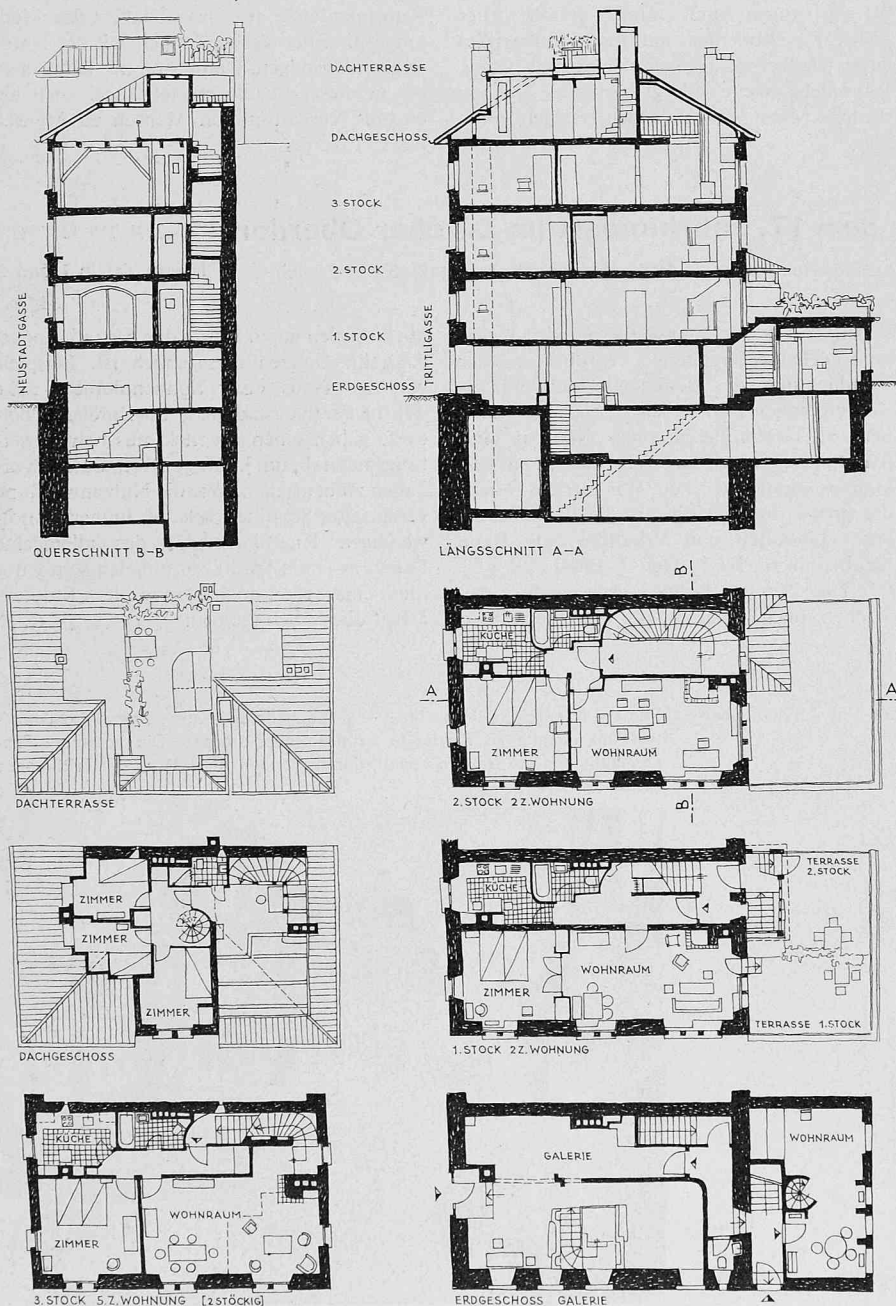 NEUSTADTGASSE
QUERSCHNITT B-B
DACHTERRASSE
DACHGESCHOSS
3. STOCK
2. STOCK
1. STOCK
ERDGESCHOSS
TRITTLIGASSE
LÄNGSSCHNITT A-A
DACHTERRASSE
B
A
A
KÜCHE
ZIMMER
WOHNRAUM
B
2. STOCK 2 Z. WOHNUNG
ZIMMER
ZIMMER
ZIMMER
DACHGESCHOSS
KÜCHE
ZIMMER
WOHNRAUM
TERRASSE
2. STOCK
TERRASSE 1. STOCK
1. STOCK 2 Z. WOHNUNG
KÜCHE
ZIMMER
WOHNRAUM
3. STOCK 5. Z. WOHNUNG [2 STÖCKIG]
GALERIE
WOHNRAUM
ERDGESCHOSS GALERIE